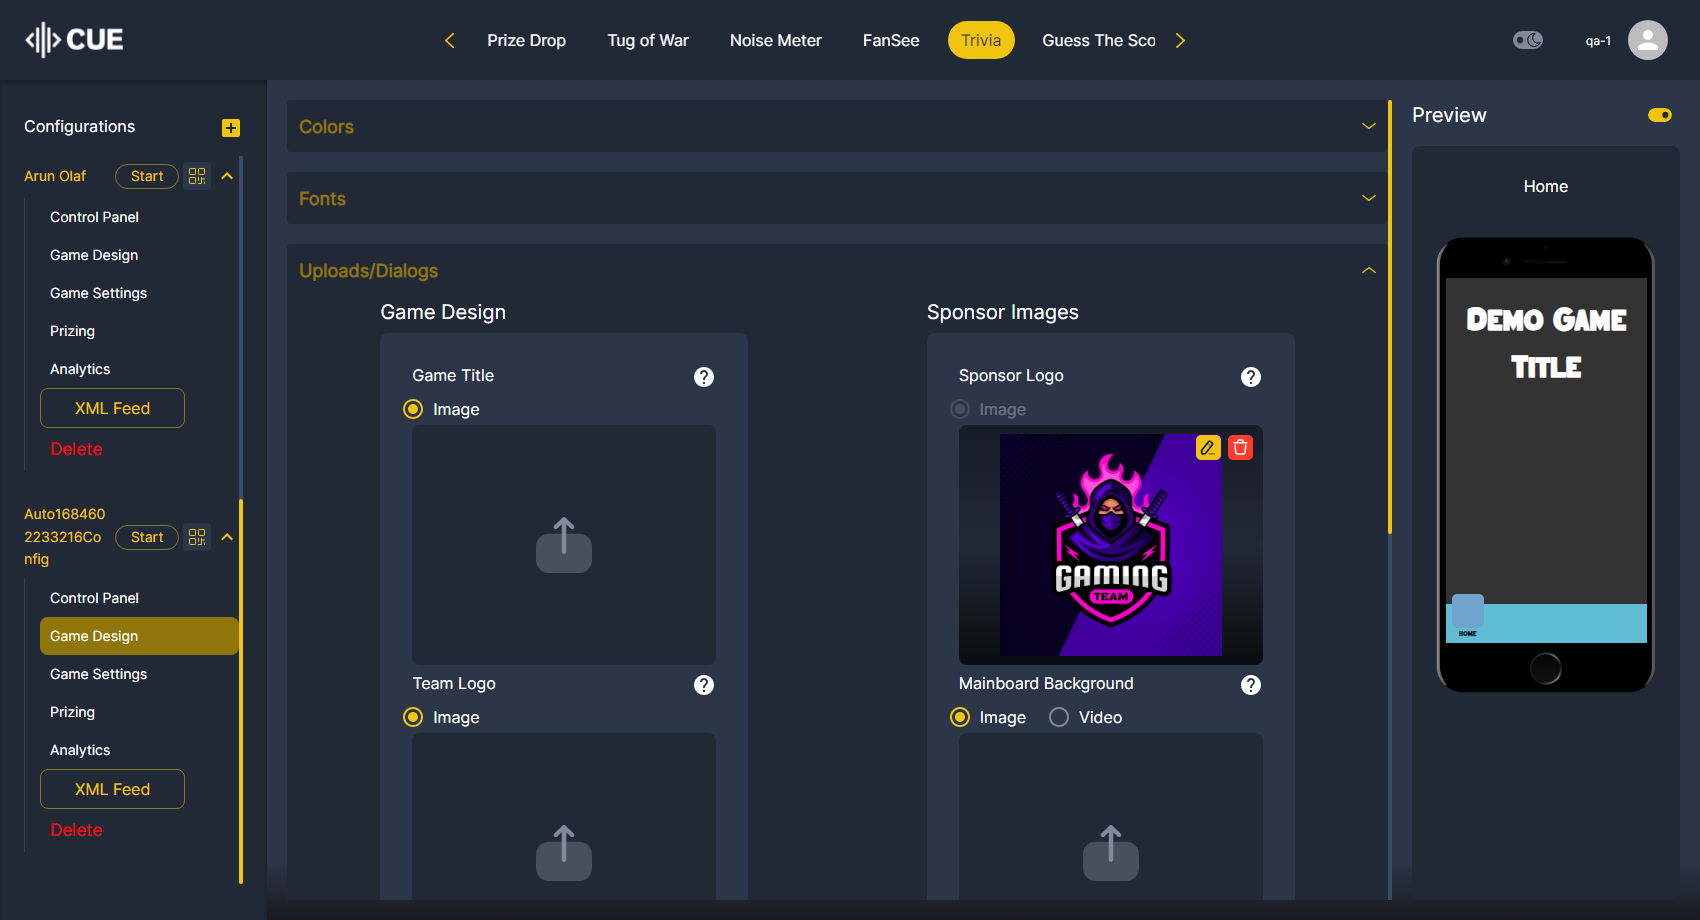 CUE
Prize Drop
Tug of War
Noise Meter
FanSee
Trivia
Guess The Sco
qa-1
Configurations
Arun Olaf
Start
Control Panel
Game Design
Game Settings
Prizing
Analytics
XML Feed
Delete
Auto168460
2233216Co
nfig
Start
Control Panel
Game Design
Game Settings
Prizing
Analytics
XML Feed
Delete
Colors
Fonts
Uploads/Dialogs
Game Design
Game Title
?
Image
Team Logo
?
Image
Sponsor Images
Sponsor Logo
?
Image
GAMING
TEAM
Mainboard Background
?
Image
Video
Preview
Home
Demo Game
Title
HOME